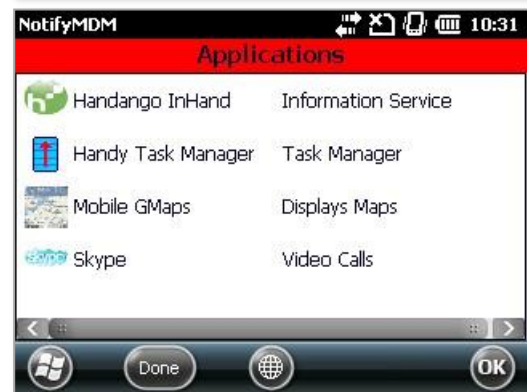 NotifyMDM 10:31
Applications
Handango InHand Information Service
Handy Task Manager Task Manager
Mobile GMaps Displays Maps
Skype Video Calls
Done OK